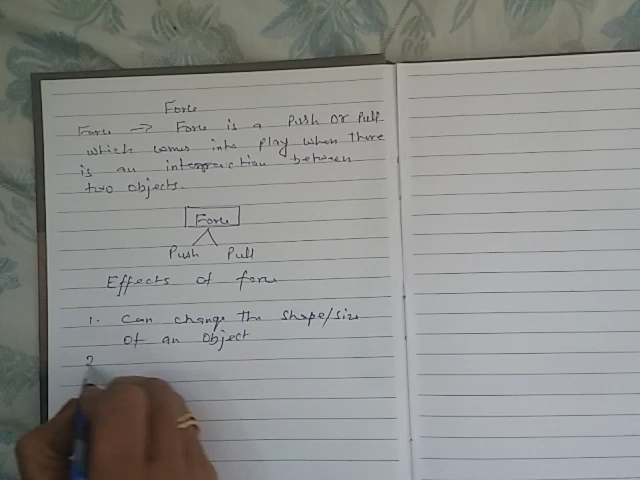 Force
Force → Force is a Push or Pull
which comes into Play when there
is an interaction between
two objects.
Force
Push Pull
Effects of force
1. Can change the shape/size
of an object
2